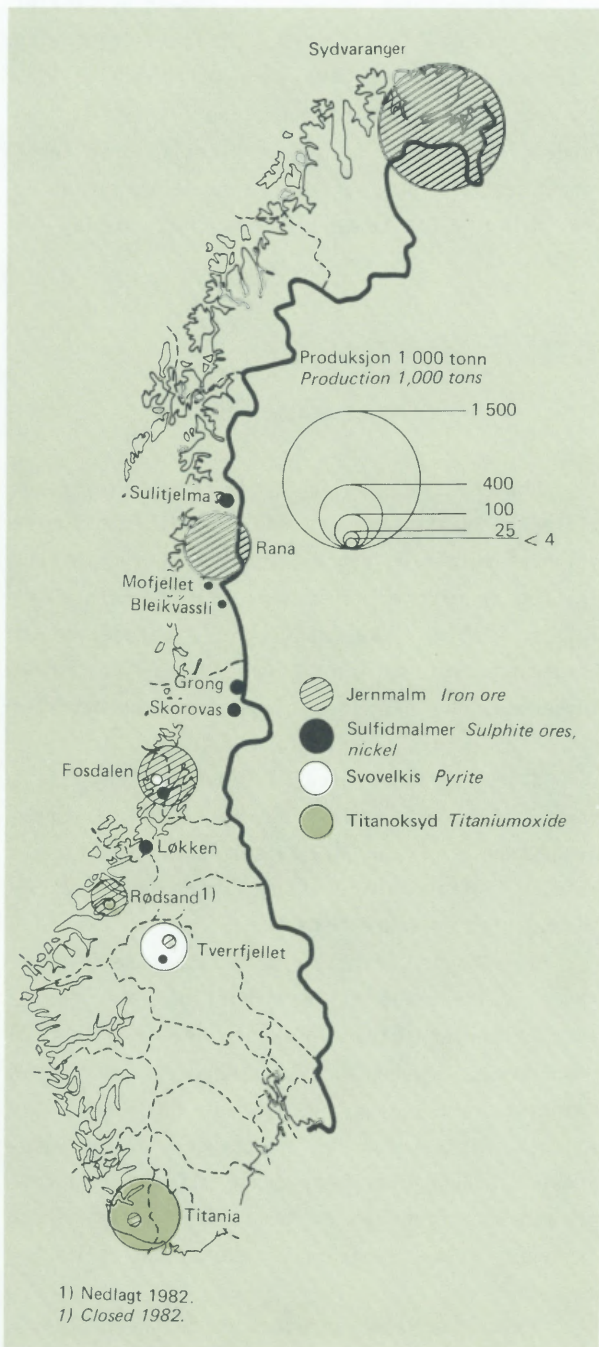 Sydvaranger
Produksjon 1 000 tonn
Production 1,000 tons
1 500
400
100
25
< 4
Sulitjelma
Rana
Mofjellet
Bleikvassli
Grong
Skorovas
Jernmalm Iron ore
Sulfidmalmer Sulphite ores,
nickel
Fosdalen
Svovelkis Pyrite
Titanoksyd Titaniumoxide
Løkken
Rødsand1)
Tverrfjellet
Titania
1) Nedlagt 1982.
1) Closed 1982.